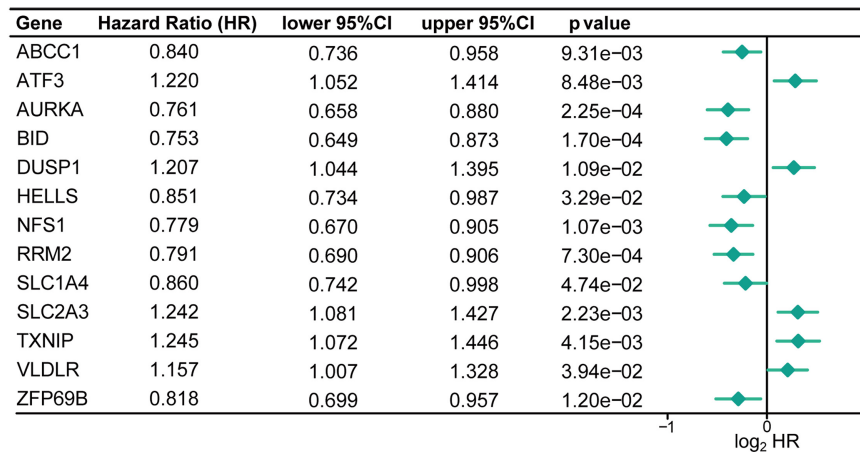 Gene Hazard Ratio (HR) lower 95%CI upper 95%CI p value
ABCC1 0.840 0.736 0.958 9.31e−03
ATF3 1.220 1.052 1.414 8.48e−03
AURKA 0.761 0.658 0.880 2.25e−04
BID 0.753 0.649 0.873 1.70e−04
DUSP1 1.207 1.044 1.395 1.09e−02
HELLS 0.851 0.734 0.987 3.29e−02
NFS1 0.779 0.670 0.905 1.07e−03
RRM2 0.791 0.690 0.906 7.30e−04
SLC1A4 0.860 0.742 0.998 4.74e−02
SLC2A3 1.242 1.081 1.427 2.23e−03
TXNIP 1.245 1.072 1.446 4.15e−03
VLDLR 1.157 1.007 1.328 3.94e−02
ZFP69B 0.818 0.699 0.957 1.20e−02
−1 0
log₂ HR